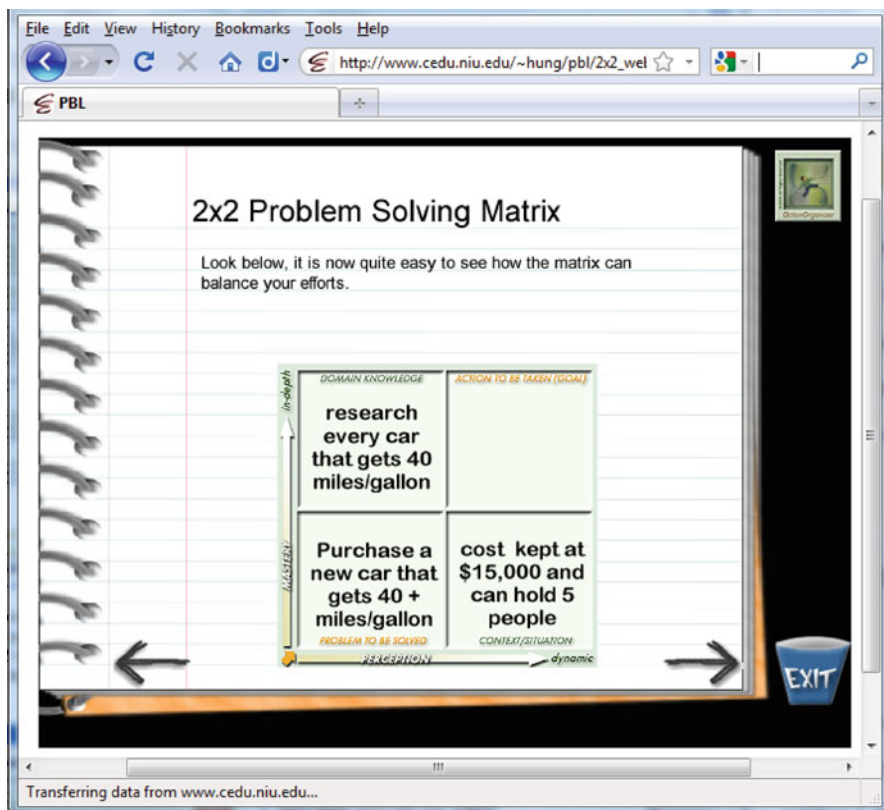 File Edit View History Bookmarks Tools Help
http://www.cedu.niu.edu/~hung/pbl/2x2_wel
PBL
ActionOrganizer
2x2 Problem Solving Matrix
Look below, it is now quite easy to see how the matrix can
balance your efforts.
in-depth
MASTERY
DOMAIN KNOWLEDGE
research
every car
that gets 40
miles/gallon
ACTION TO BE TAKEN (GOAL)
Purchase a
new car that
gets 40 +
miles/gallon
PROBLEM TO BE SOLVED
cost kept at
$15,000 and
can hold 5
people
CONTEXT/SITUATION
PERCEPTION
dynamic
EXIT
Transferring data from www.cedu.niu.edu...